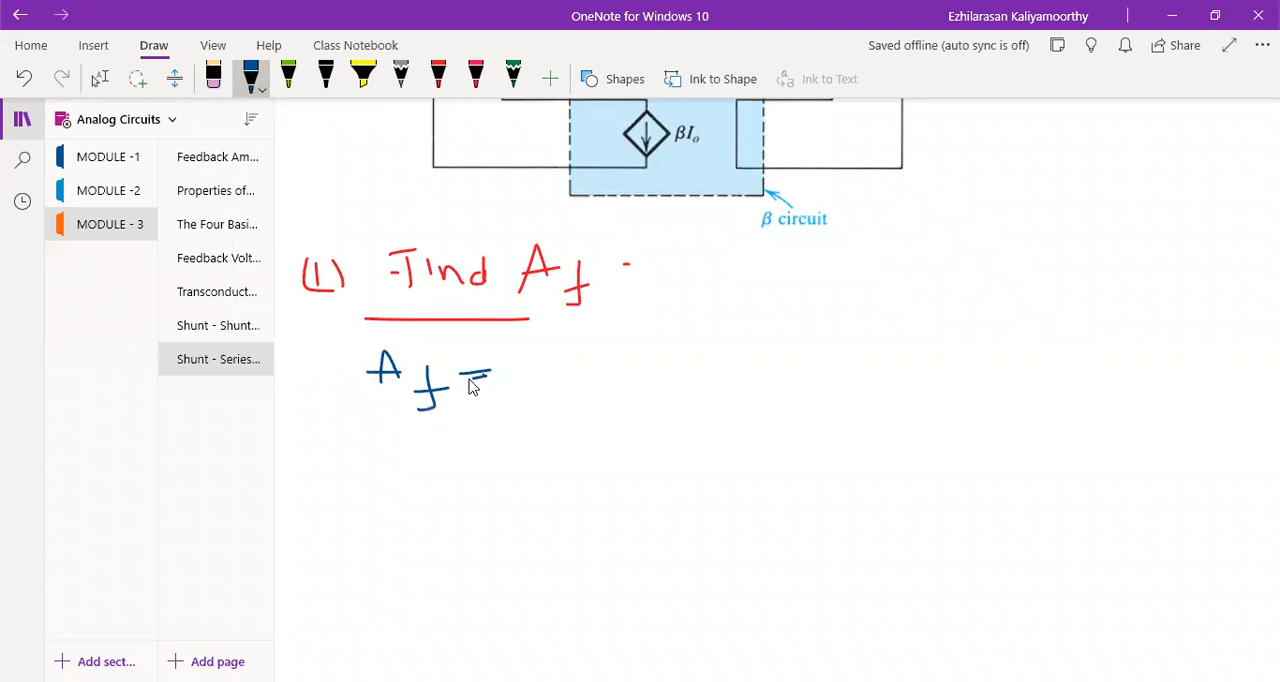 OneNote for Windows 10
Ezhilarasan Kaliyamoorthy
Home Insert Draw View Help Class Notebook
Saved offline (auto sync is off)
Share
Shapes
Ink to Shape
Ink to Text
Analog Circuits
MODULE -1
MODULE -2
MODULE - 3
Feedback Am...
Properties of...
The Four Basi...
Feedback Volt...
Transconduct...
Shunt - Shunt...
Shunt - Series...
Add sect...
Add page
βIo
β circuit
(1) Find Af -
Af =